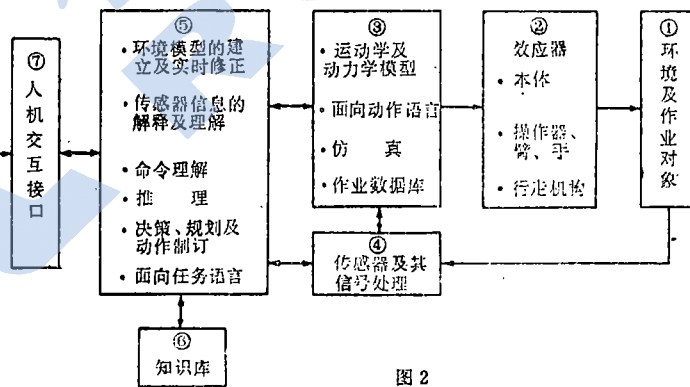 ⑦
人
机
交
互
接
口
⑤
• 环境模型的建
立及实时修正
• 传感器信息的
解释及理解
• 命令理解
• 推 理
• 决策、规划及
动作制订
• 面向任务语言
⑥
知识库
③
• 运动学及
动力学模型
• 面向动作语言
• 仿 真
• 作业数据库
④
传感器及其
信号处理
②
效应器
• 本体
• 操作器、
臂、手
• 行走机构
①
环
境
及
作
业
对
象
图2